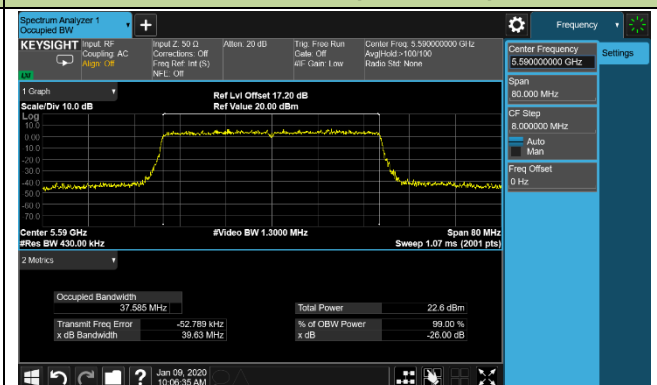 Spectrum Analyzer 1
Occupied BW
KEYSIGHT
Input: RF
Coupling: AC
Align: Off
Input Z: 50 Ω
Corrections: Off
Freq Ref: Int (S)
NFE: Off
Atten: 20 dB
Trig: Free Run
Gate: Off
#IF Gain: Low
Center Freq: 5.590000000 GHz
Avg|Hold:>100/100
Radio Std: None
LXI
1 Graph
Scale/Div 10.0 dB
Ref Lvl Offset 17.20 dB
Ref Value 20.00 dBm
Log
10.0
0.00
-10.0
-20.0
-30.0
-40.0
-50.0
-60.0
-70.0
Center 5.59 GHz
#Res BW 430.00 kHz
#Video BW 1.3000 MHz
Span 80 MHz
Sweep 1.07 ms (2001 pts)
2 Metrics
Occupied Bandwidth
37.585 MHz
Total Power 22.6 dBm
Transmit Freq Error -52.789 kHz
% of OBW Power 99.00 %
x dB Bandwidth 39.63 MHz
x dB -26.00 dB
?
Jan 09, 2020
10:06:35 AM
Frequency
Settings
Center Frequency
5.590000000 GHz
Span
80.000 MHz
CF Step
8.000000 MHz
Auto
Man
Freq Offset
0 Hz